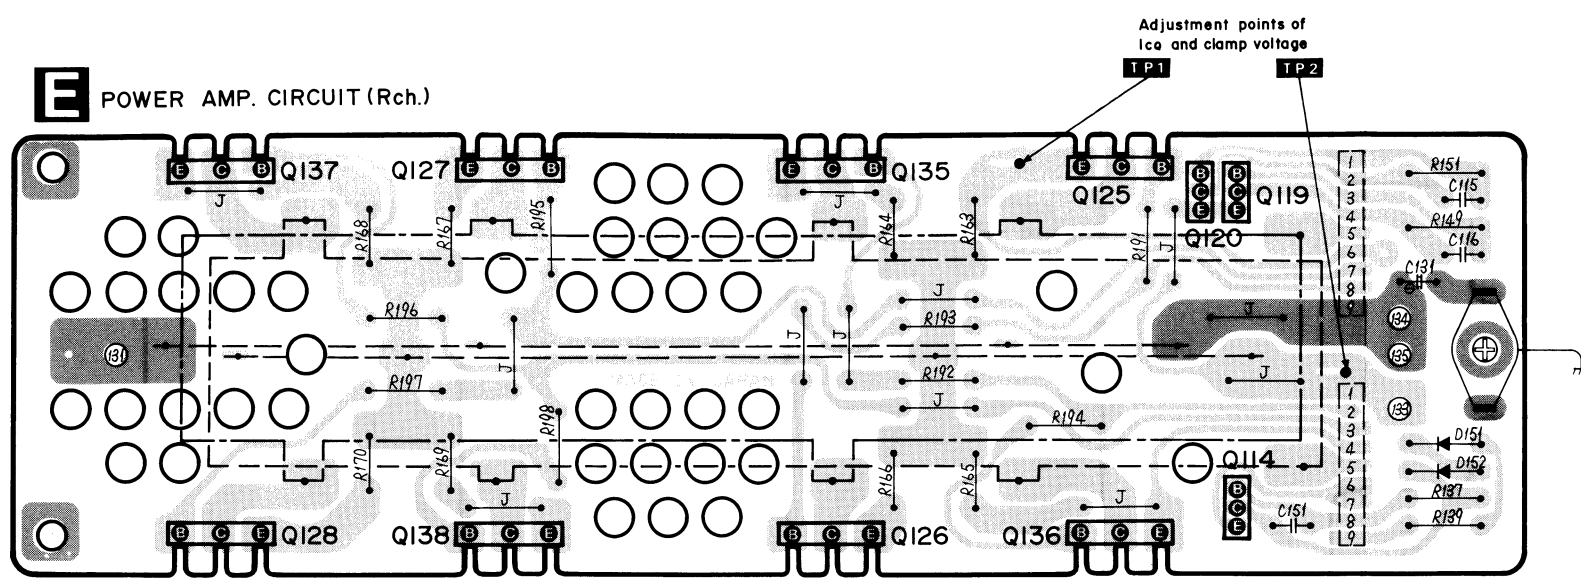 Adjustment points of
Ico and clamp voltage
TP1 TP2
E POWER AMP. CIRCUIT (Rch.)
E C B Q137
Q127 E C B
E C B Q135
E C B
Q125
B C E
B C E
Q119
Q120
J
J
R168
R167
R195
R164
R163
R191
J
1
2
3
4
5
6
7
8
9
R151
C115
R149
C116
C131
R196
J
R193
J
134
131
J
J
135
MADE IN JAPAN
R197
J
R192
J
J
133
R198
R194
1
2
3
4
5
6
7
8
9
D151
D152
R137
R139
R170
R169
R166
R165
Q114
B C E
J
J
C151
B C E Q128
Q138 B C E
B C E Q126
Q136 B C E